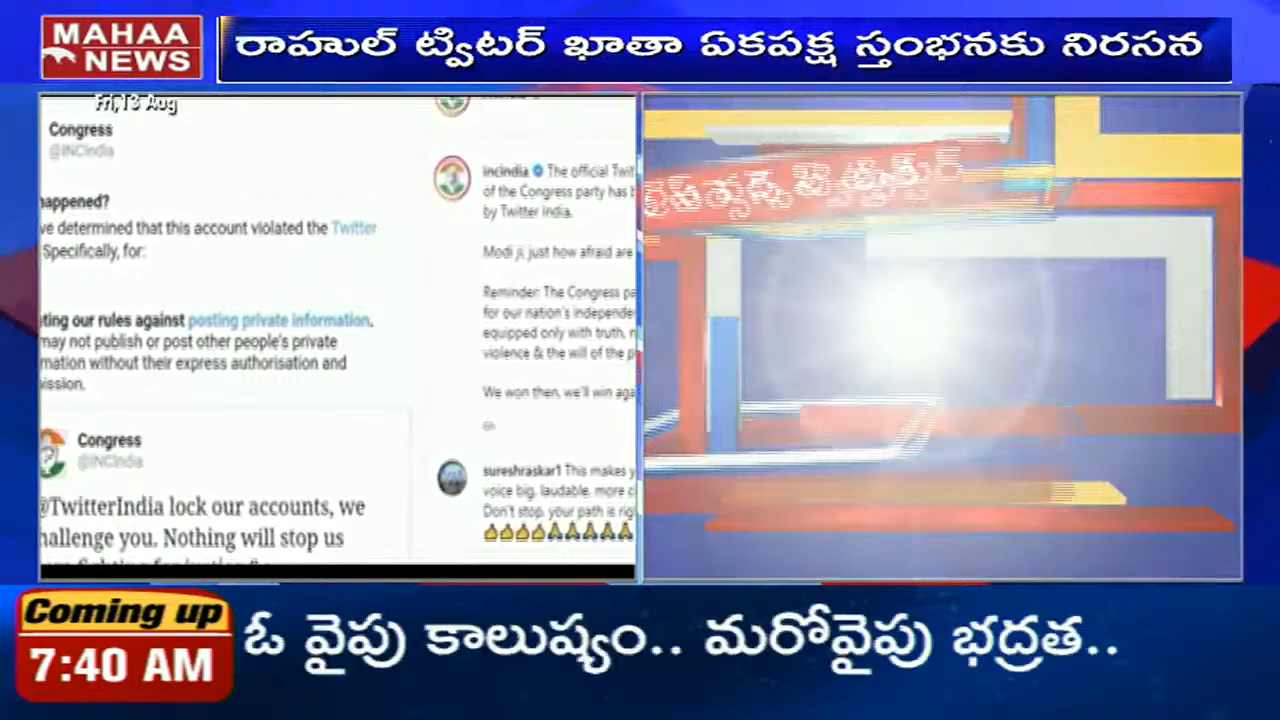 MAHAA
NEWS
రాహుల్ ట్విటర్ ఖాతా ఏకపక్ష స్తంభనకు నిరసన
Fri,13 Aug
Congress
@INCIndia
happened?
ve determined that this account violated the Twitter
Specifically, for:
ting our rules against posting private information.
may not publish or post other people's private
mation without their express authorisation and
ission.
Congress
@INCIndia
@TwitterIndia lock our accounts, we
hallenge you. Nothing will stop us
incindia The official Twit
of the Congress party has b
by Twitter India.
Modi ji, just how afraid are
Reminder: The Congress pa
for our nation's independe
equipped only with truth, n
violence & the will of the p
We won then, we'll win aga
6h
sureshraskar1 This makes y
voice big, laudable, more c
Don't stop, your path is rig
👍👍👍👍🙏🙏🙏🙏🙏
Coming up
7:40 AM
ఓ వైపు కాలుష్యం.. మరోవైపు భద్రత..